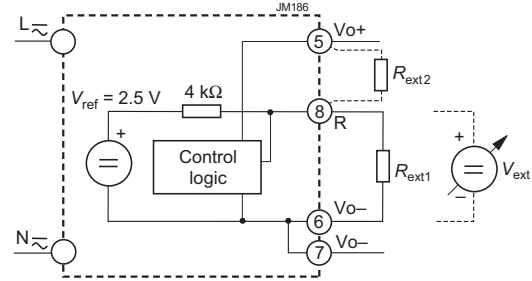 JM186
L
5
Vo+
Rext2
Vref = 2.5 V
4 kΩ
8
R
+
+
Control
logic
Rext1
Vext
–
6
Vo–
N
7
Vo–